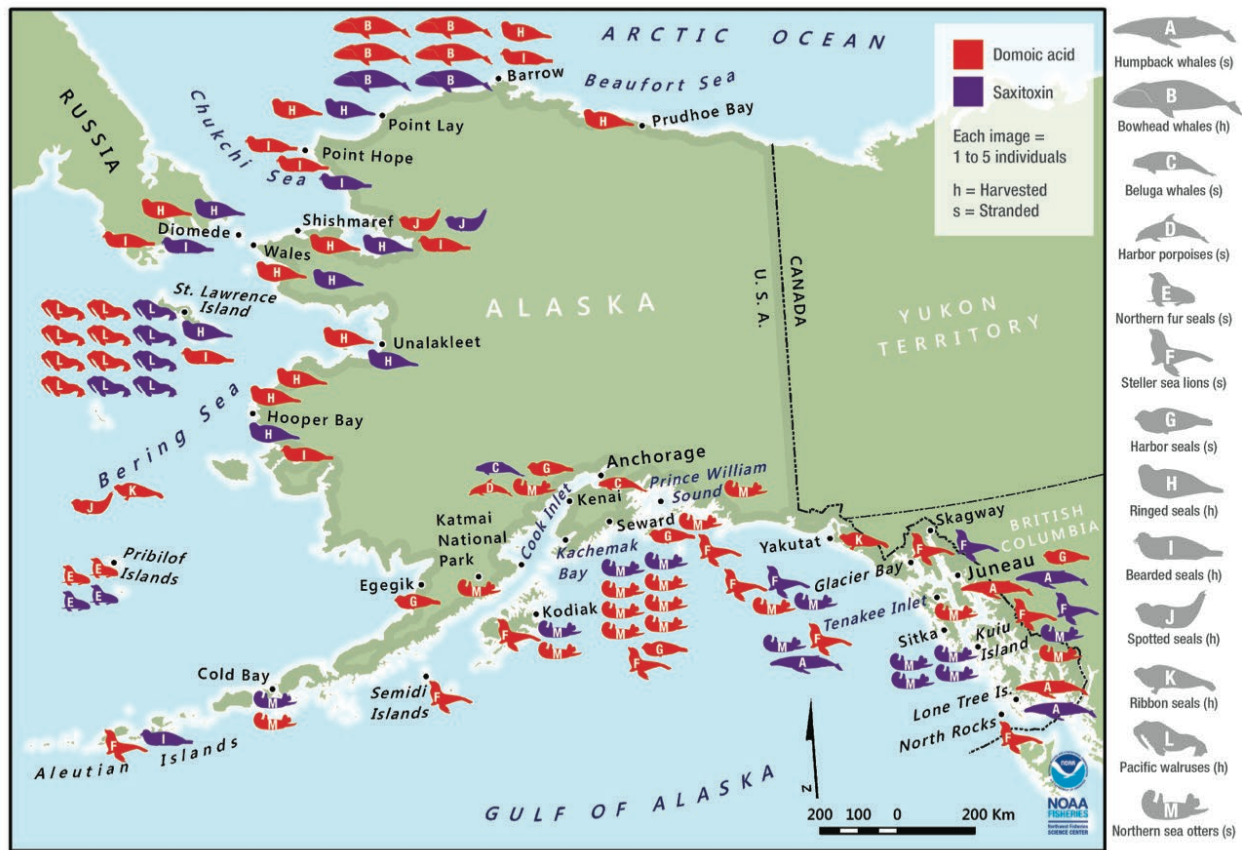 ARCTIC OCEAN
Beaufort Sea
Barrow
Prudhoe Bay
Chukchi Sea
Point Lay
Point Hope
RUSSIA
Diomede
Shishmaref
Wales
St. Lawrence
Island
ALASKA
U.S.A.
CANADA
YUKON
TERRITORY
Unalakleet
Bering Sea
Hooper Bay
Anchorage
Prince William
Sound
Kenai
Cook Inlet
Seward
Katmai
National
Park
Kachemak
Bay
Egegik
Kodiak
Pribilof
Islands
Cold Bay
Semidi
Islands
Aleutian Islands
Yakutat
Skagway
BRITISH
COLUMBIA
Glacier Bay
Juneau
Tenakee Inlet
Sitka
Kuiu
Island
Lone Tree Is.
North Rocks
GULF OF ALASKA
Domoic acid
Saxitoxin
Each image =
1 to 5 individuals
h = Harvested
s = Stranded
N
200 100 0 200 Km
NOAA
NOAA
FISHERIES
Northwest Fisheries
SCIENCE CENTER
A
Humpback whales (s)
B
Bowhead whales (h)
C
Beluga whales (s)
D
Harbor porpoises (s)
E
Northern fur seals (s)
F
Steller sea lions (s)
G
Harbor seals (s)
H
Ringed seals (h)
I
Bearded seals (h)
J
Spotted seals (h)
K
Ribbon seals (h)
L
Pacific walruses (h)
M
Northern sea otters (s)